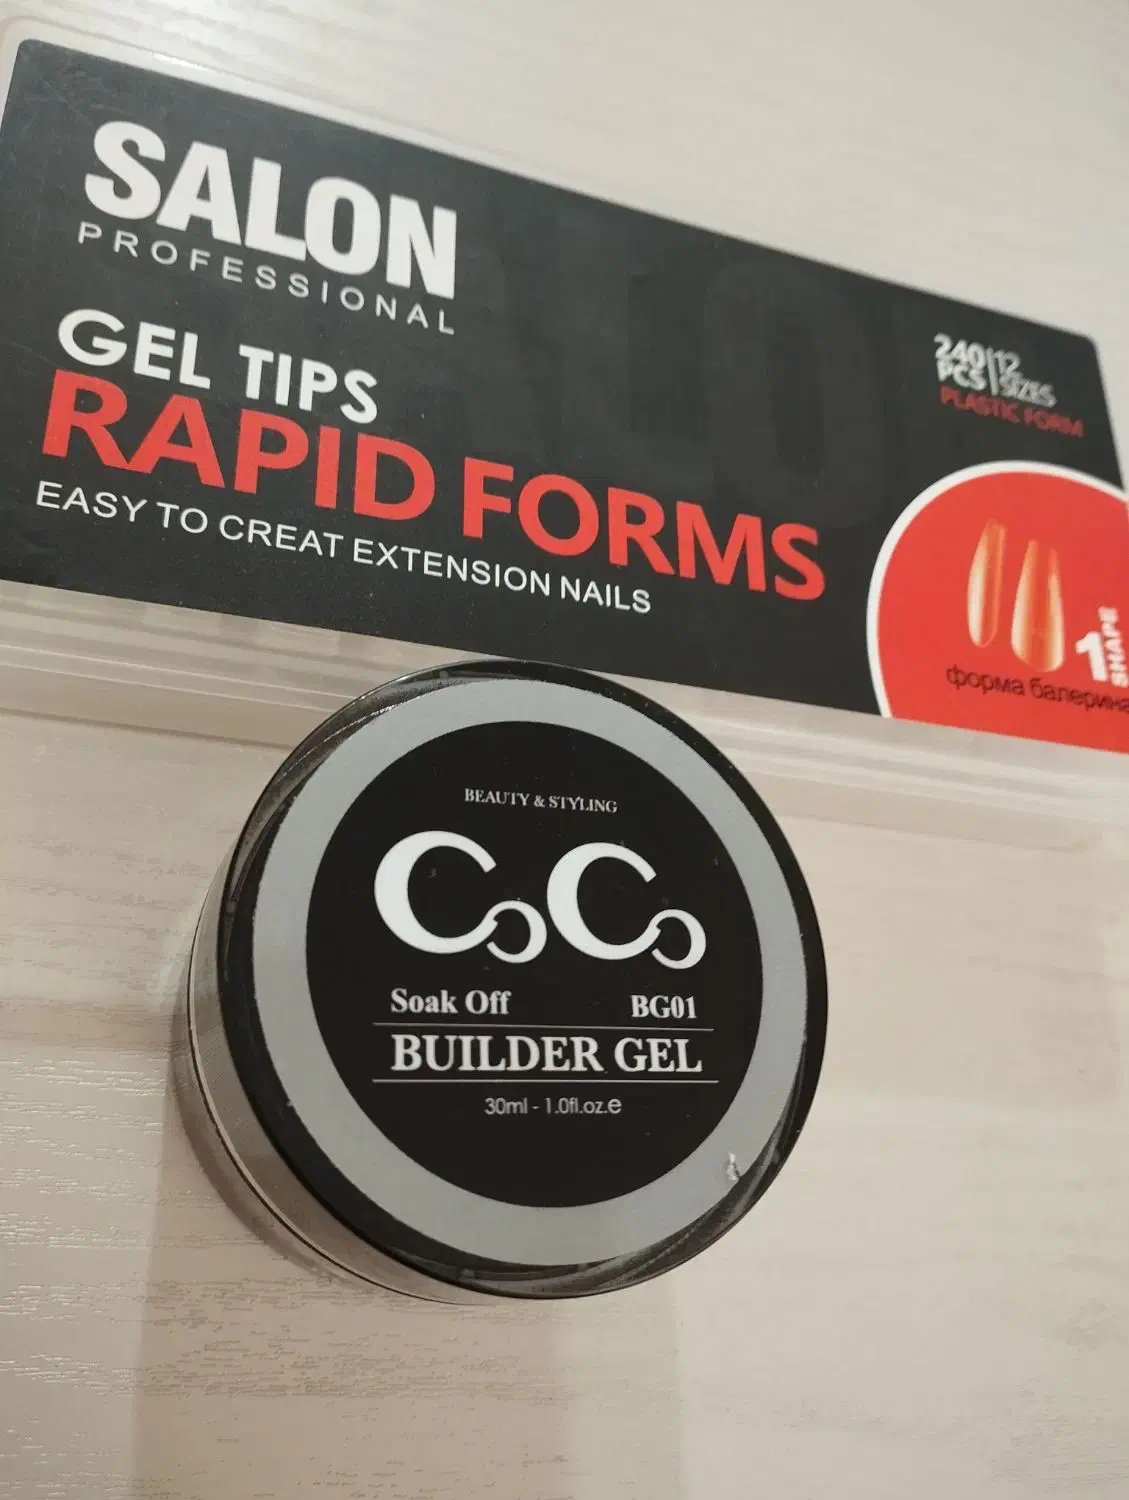 SALON
PROFESSIONAL
GEL TIPS
RAPID FORMS
EASY TO CREAT EXTENSION NAILS
240 PCS | 12 SIZES
PLASTIC FORM
1 SHAPE
форма балерина
BEAUTY & STYLING
CoCo
Soak Off BG01
BUILDER GEL
30ml - 1.0fl.oz.e